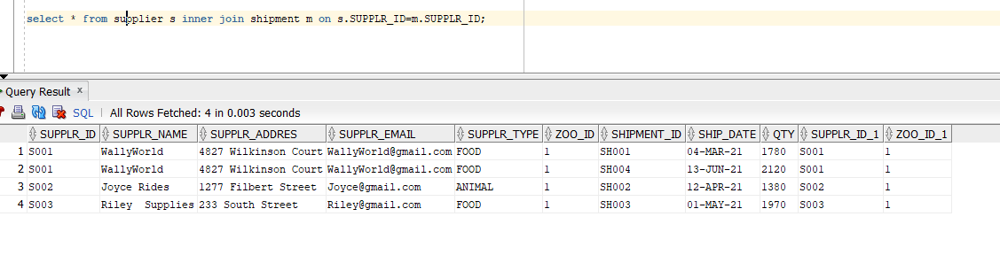 select * from supplier s inner join shipment m on s.SUPPLR_ID=m.SUPPLR_ID;
Query Result x
SQL | All Rows Fetched: 4 in 0.003 seconds
SUPPLR_ID SUPPLR_NAME SUPPLR_ADDRES SUPPLR_EMAIL SUPPLR_TYPE ZOO_ID SHIPMENT_ID SHIP_DATE QTY SUPPLR_ID_1 ZOO_ID_1
1 S001 WallyWorld 4827 Wilkinson Court WallyWorld@gmail.com FOOD 1 SH001 04-MAR-21 1780 S001 1
2 S001 WallyWorld 4827 Wilkinson Court WallyWorld@gmail.com FOOD 1 SH004 13-JUN-21 2120 S001 1
3 S002 Joyce Rides 1277 Filbert Street Joyce@gmail.com ANIMAL 1 SH002 12-APR-21 1380 S002 1
4 S003 Riley  Supplies 233 South Street Riley@gmail.com FOOD 1 SH003 01-MAY-21 1970 S003 1